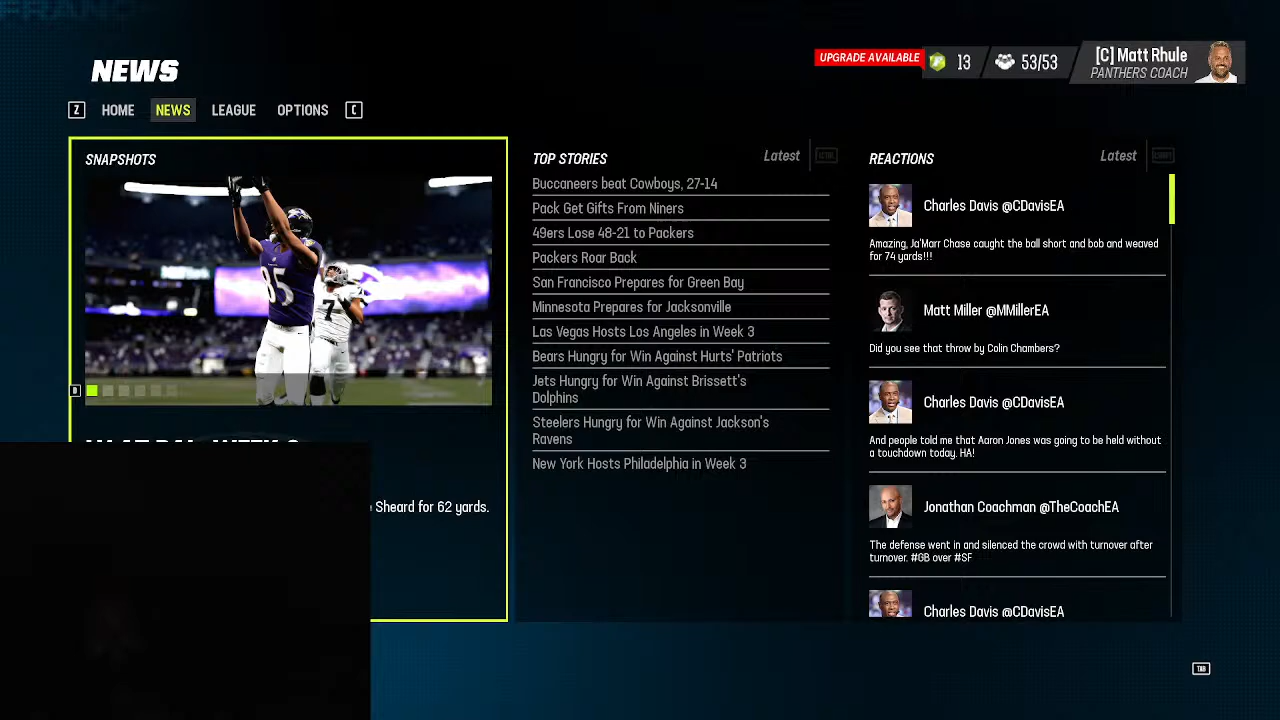 FRANC
NEWS
UPGRADE AVAILABLE
13
53/53
[C] Matt Rhule
PANTHERS COACH
Z
HOME
NEWS
LEAGUE
OPTIONS
C
SNAPSHOTS
85
7
Sheard for 62 yards.
TOP STORIES
Latest
Buccaneers beat Cowboys, 27-14
Pack Get Gifts From Niners
49ers Lose 48-21 to Packers
Packers Roar Back
San Francisco Prepares for Green Bay
Minnesota Prepares for Jacksonville
Las Vegas Hosts Los Angeles in Week 3
Bears Hungry for Win Against Hurts' Patriots
Jets Hungry for Win Against Brissett's
Dolphins
Steelers Hungry for Win Against Jackson's
Ravens
New York Hosts Philadelphia in Week 3
REACTIONS
Latest
Charles Davis @CDavisEA
Amazing, Ja'Marr Chase caught the ball short and bob and weaved
for 74 yards!!!
Matt Miller @MMillerEA
Did you see that throw by Colin Chambers?
Charles Davis @CDavisEA
And people told me that Aaron Jones was going to be held without
a touchdown today. HA!
Jonathan Coachman @TheCoachEA
The defense went in and silenced the crowd with turnover after
turnover. #GB over #SF
Charles Davis @CDavisEA
TAB